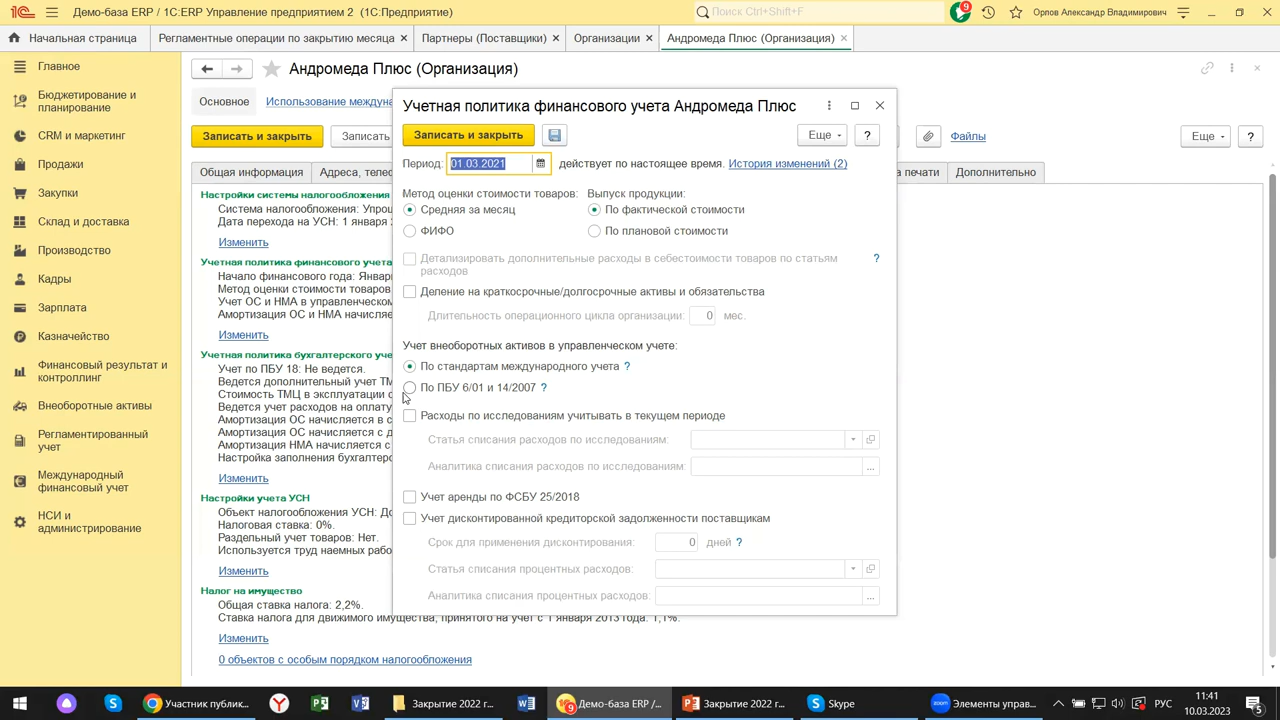 Демо-база ERP / 1С:ERP Управление предприятием 2 (1С:Предприятие)
Поиск Ctrl+Shift+F
9
Орлов Александр Владимирович
Начальная страница
Регламентные операции по закрытию месяца
Партнеры (Поставщики)
Организации
Андромеда Плюс (Организация)
Главное
Бюджетирование и
планирование
CRM и маркетинг
Продажи
Закупки
Склад и доставка
Производство
Кадры
Зарплата
Казначейство
Финансовый результат и
контроллинг
Внеоборотные активы
Регламентированный
учет
Международный
финансовый учет
НСИ и
администрирование
Андромеда Плюс (Организация)
Основное
Использование междуна
Записать и закрыть
Записать
Файлы
Еще
?
Общая информация
Адреса, телес
а печати
Дополнительно
Настройки системы налогообложения
Система налогообложения: Упрощ
Дата перехода на УСН: 1 января 2
Изменить
Учетная политика финансового учета
Начало финансового года: Январь
Метод оценки стоимости товаров
Учет ОС и НМА в управленческом
Амортизация ОС и НМА начисляе
Изменить
Учетная политика бухгалтерского уче
Учет по ПБУ 18: Не ведется.
Ведется дополнительный учет ТМ
Стоимость ТМЦ в эксплуатации с
Ведется учет расходов на оплату
Амортизация ОС начисляется в с
Амортизация ОС начисляется с д
Амортизация НМА начисляется с
Настройка заполнения бухгалтерс
Изменить
Настройки учета УСН
Объект налогообложения УСН: До
Налоговая ставка: 0%.
Раздельный учет товаров: Нет.
Используется труд наемных рабо
Изменить
Налог на имущество
Общая ставка налога: 2,2%.
Ставка налога для движимого имущества, принятого на учет с 1 января 2013 года: 1,1%.
Изменить
0 объектов с особым порядком налогообложения
Учетная политика финансового учета Андромеда Плюс
Записать и закрыть
Еще
?
Период: 01.03.2021 действует по настоящее время. История изменений (2)
Метод оценки стоимости товаров: Выпуск продукции:
Средняя за месяц По фактической стоимости
ФИФО По плановой стоимости
Детализировать дополнительные расходы в себестоимости товаров по статьям ?
расходов
Деление на краткосрочные/долгосрочные активы и обязательства
Длительность операционного цикла организации: 0 мес.
Учет внеоборотных активов в управленческом учете:
По стандартам международного учета ?
По ПБУ 6/01 и 14/2007 ?
Расходы по исследованиям учитывать в текущем периоде
Статья списания расходов по исследованиям:
Аналитика списания расходов по исследованиям: ...
Учет аренды по ФСБУ 25/2018
Учет дисконтированной кредиторской задолженности поставщикам
Срок для применения дисконтирования: 0 дней ?
Статья списания процентных расходов:
Аналитика списания процентных расходов: ...
Участник публик...
Закрытие 2022 г...
Демо-база ERP /...
Закрытие 2022 г...
Skype
Элементы управ...
РУС
11:41
10.03.2023
5